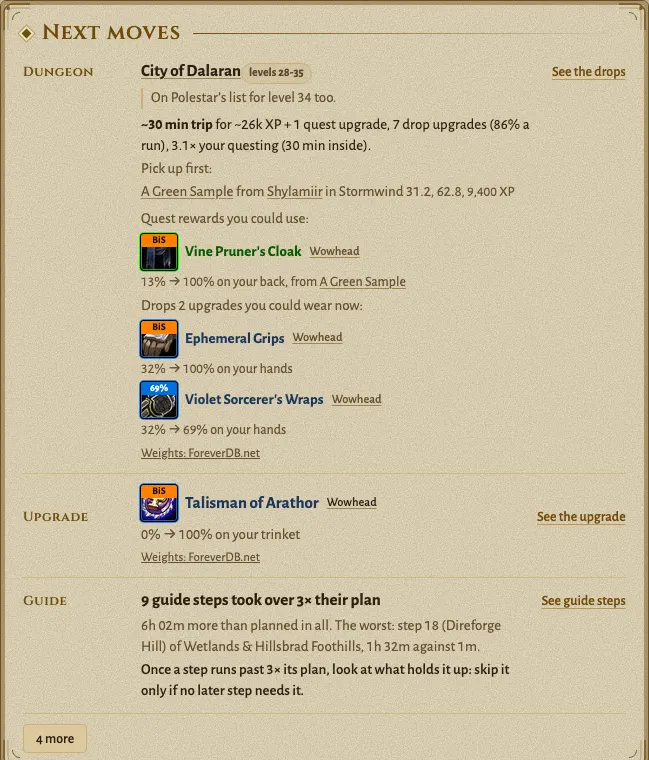 Next moves
Dungeon
City of Dalaran levels 28-35
See the drops
On Polestar's list for level 34 too.
~30 min trip for ~26k XP + 1 quest upgrade, 7 drop upgrades (86% a
run), 3.1× your questing (30 min inside).
Pick up first:
A Green Sample from Shylamiir in Stormwind 31.2, 62.8, 9,400 XP
Quest rewards you could use:
BiS
Vine Pruner's Cloak Wowhead
13% → 100% on your back, from A Green Sample
Drops 2 upgrades you could wear now:
BiS
Ephemeral Grips Wowhead
32% → 100% on your hands
69%
Violet Sorcerer's Wraps Wowhead
32% → 69% on your hands
Weights: ForeverDB.net
Upgrade
BiS
Talisman of Arathor Wowhead
See the upgrade
0% → 100% on your trinket
Weights: ForeverDB.net
Guide
9 guide steps took over 3× their plan
See guide steps
6h 02m more than planned in all. The worst: step 18 (Direforge
Hill) of Wetlands & Hillsbrad Foothills, 1h 32m against 1m.
Once a step runs past 3× its plan, look at what holds it up: skip it
only if no later step needs it.
4 more